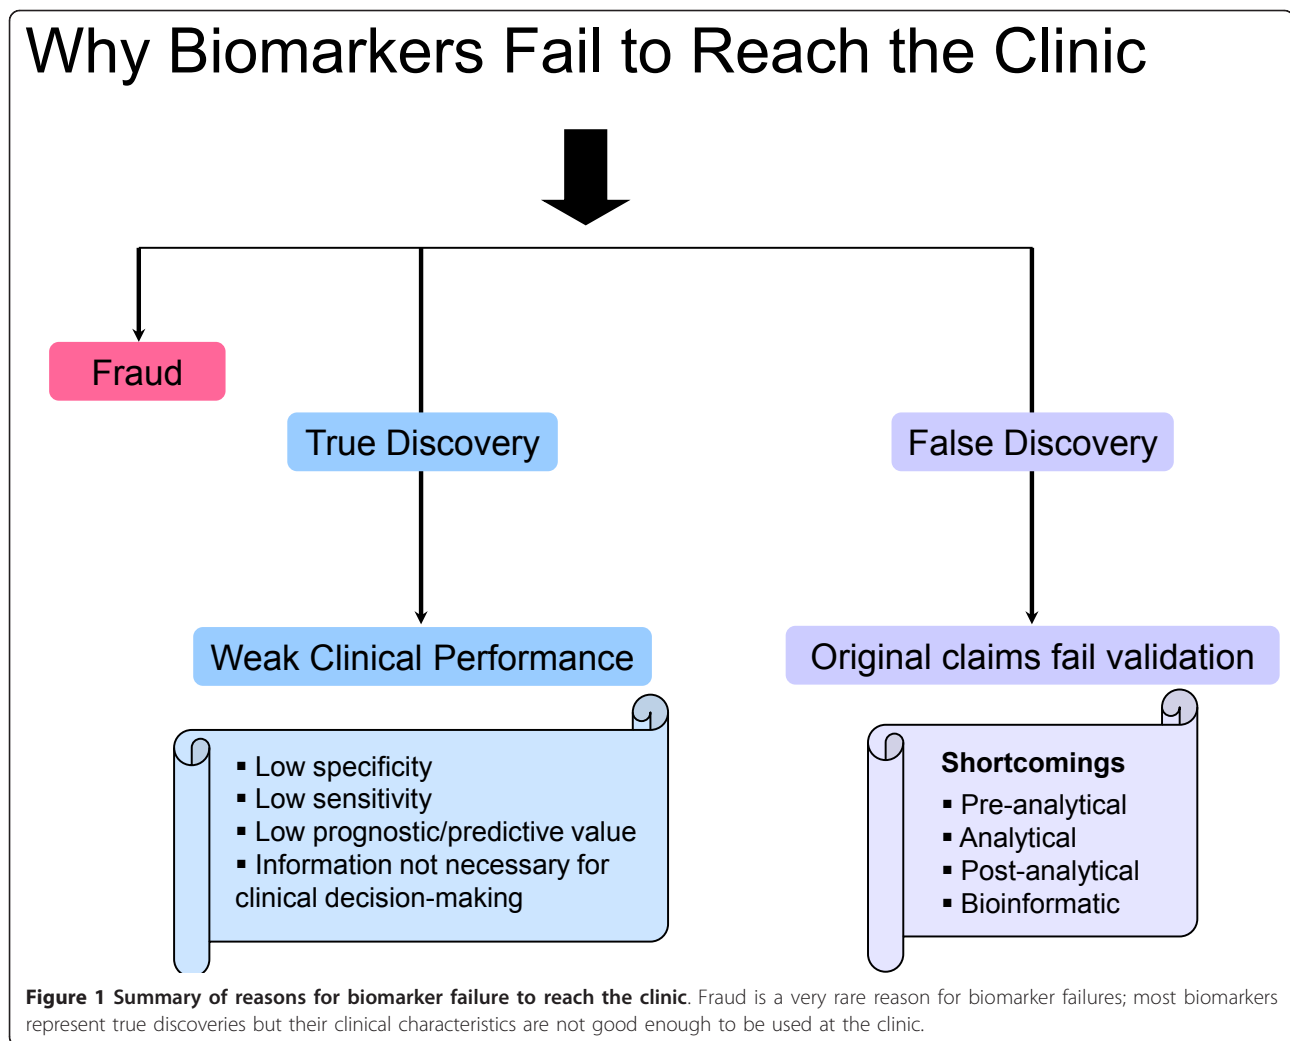 Why Biomarkers Fail to Reach the Clinic
Fraud
True Discovery
False Discovery
Weak Clinical Performance
Original claims fail validation
▪ Low specificity
▪ Low sensitivity
▪ Low prognostic/predictive value
▪ Information not necessary for
clinical decision-making
Shortcomings
▪ Pre-analytical
▪ Analytical
▪ Post-analytical
▪ Bioinformatic
Figure 1 Summary of reasons for biomarker failure to reach the clinic. Fraud is a very rare reason for biomarker failures; most biomarkers
represent true discoveries but their clinical characteristics are not good enough to be used at the clinic.